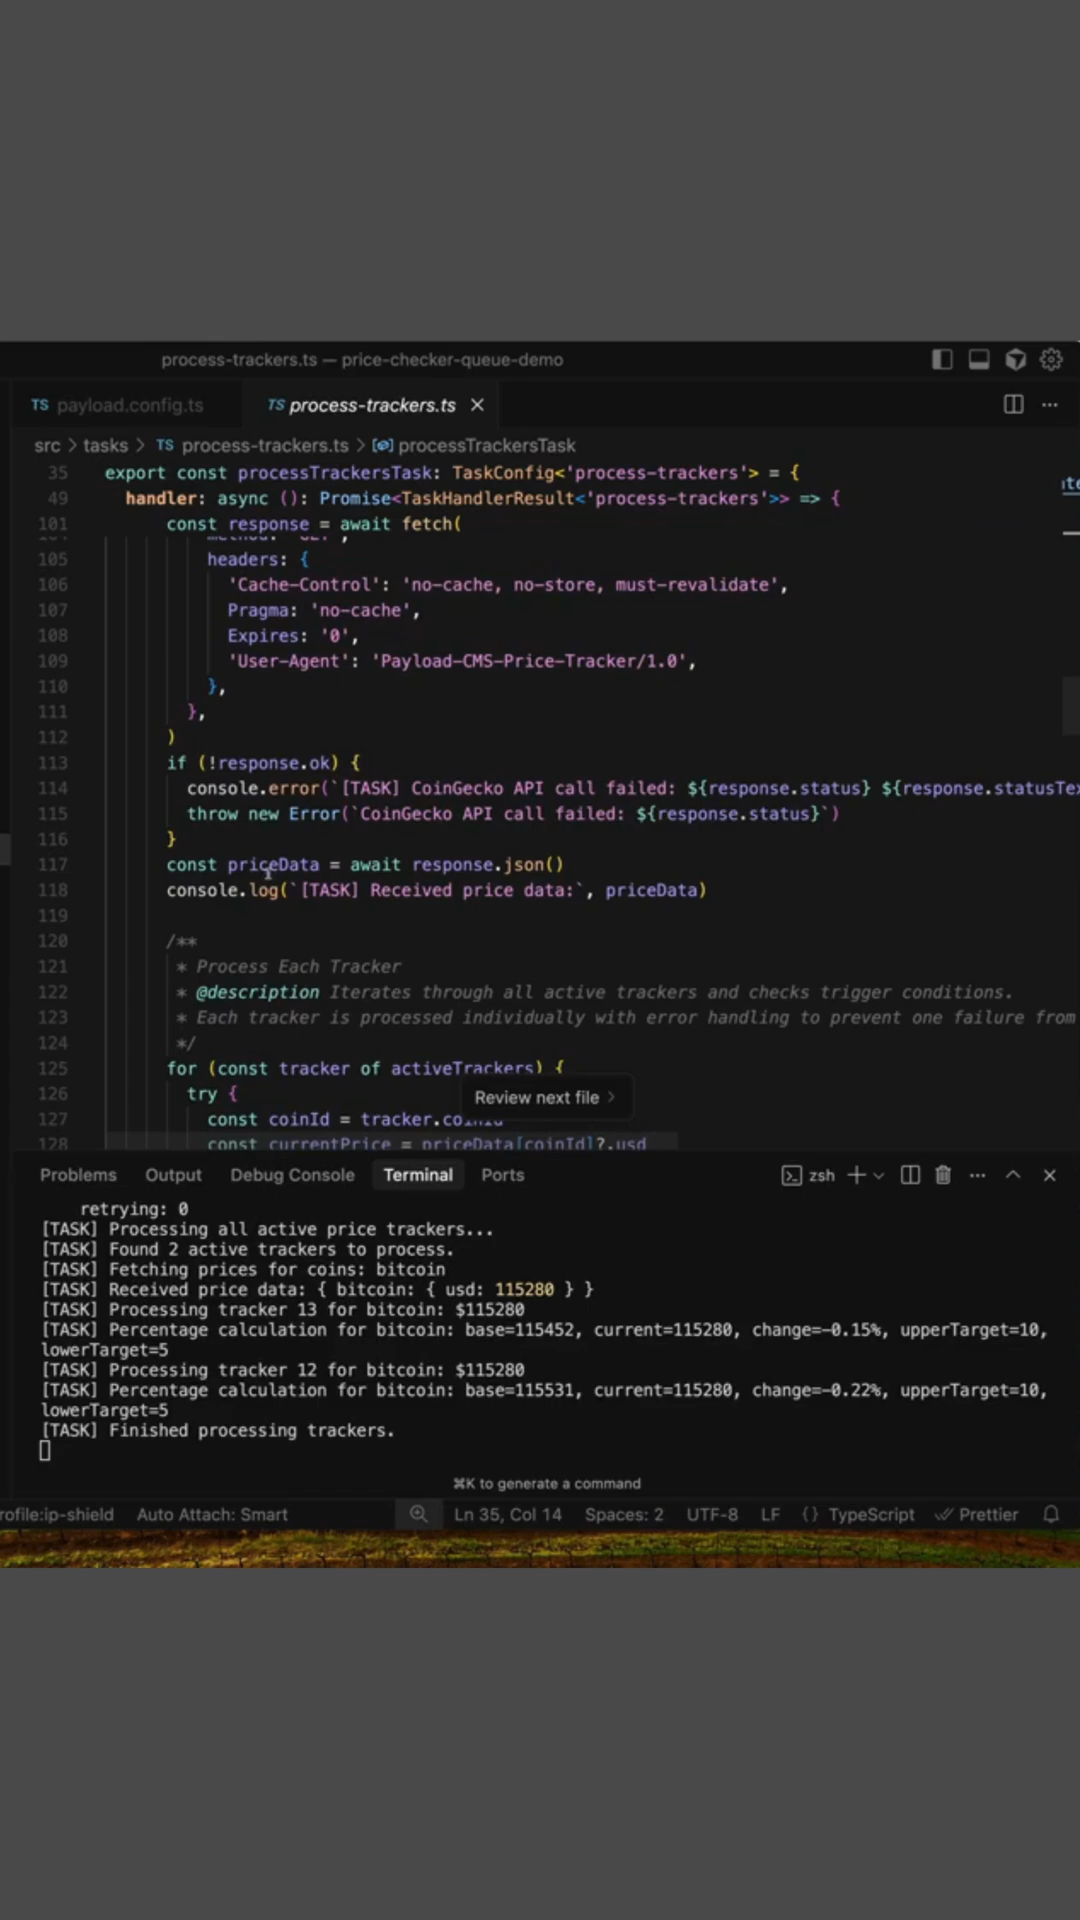 process-trackers.ts — price-checker-queue-demo
TS payload.config.ts TS process-trackers.ts
src > tasks > TS process-trackers.ts > processTrackersTask
35 export const processTrackersTask: TaskConfig<'process-trackers'> = {
49 handler: async (): Promise<TaskHandlerResult<'process-trackers'>> => {
101 const response = await fetch(
105 headers: {
106 'Cache-Control': 'no-cache, no-store, must-revalidate',
107 Pragma: 'no-cache',
108 Expires: '0',
109 'User-Agent': 'Payload-CMS-Price-Tracker/1.0',
110 },
111 },
112 )
113 if (!response.ok) {
114 console.error(`[TASK] CoinGecko API call failed: ${response.status} ${response.statusTe
115 throw new Error(`CoinGecko API call failed: ${response.status}`)
116 }
117 const priceData = await response.json()
118 console.log(`[TASK] Received price data:`, priceData)
119
120 /**
121 * Process Each Tracker
122 * @description Iterates through all active trackers and checks trigger conditions.
123 * Each tracker is processed individually with error handling to prevent one failure from
124 */
125 for (const tracker of activeTrackers) {
126 try {
Review next file >
127 const coinId = tracker.coinId
128 const currentPrice = priceData[coinId]?.usd
Problems Output Debug Console Terminal Ports zsh
retrying: 0
[TASK] Processing all active price trackers...
[TASK] Found 2 active trackers to process.
[TASK] Fetching prices for coins: bitcoin
[TASK] Received price data: { bitcoin: { usd: 115280 } }
[TASK] Processing tracker 13 for bitcoin: $115280
[TASK] Percentage calculation for bitcoin: base=115452, current=115280, change=-0.15%, upperTarget=10,
lowerTarget=5
[TASK] Processing tracker 12 for bitcoin: $115280
[TASK] Percentage calculation for bitcoin: base=115531, current=115280, change=-0.22%, upperTarget=10,
lowerTarget=5
[TASK] Finished processing trackers.
⌘K to generate a command
rofile:ip-shield Auto Attach: Smart Ln 35, Col 14 Spaces: 2 UTF-8 LF {} TypeScript Prettier